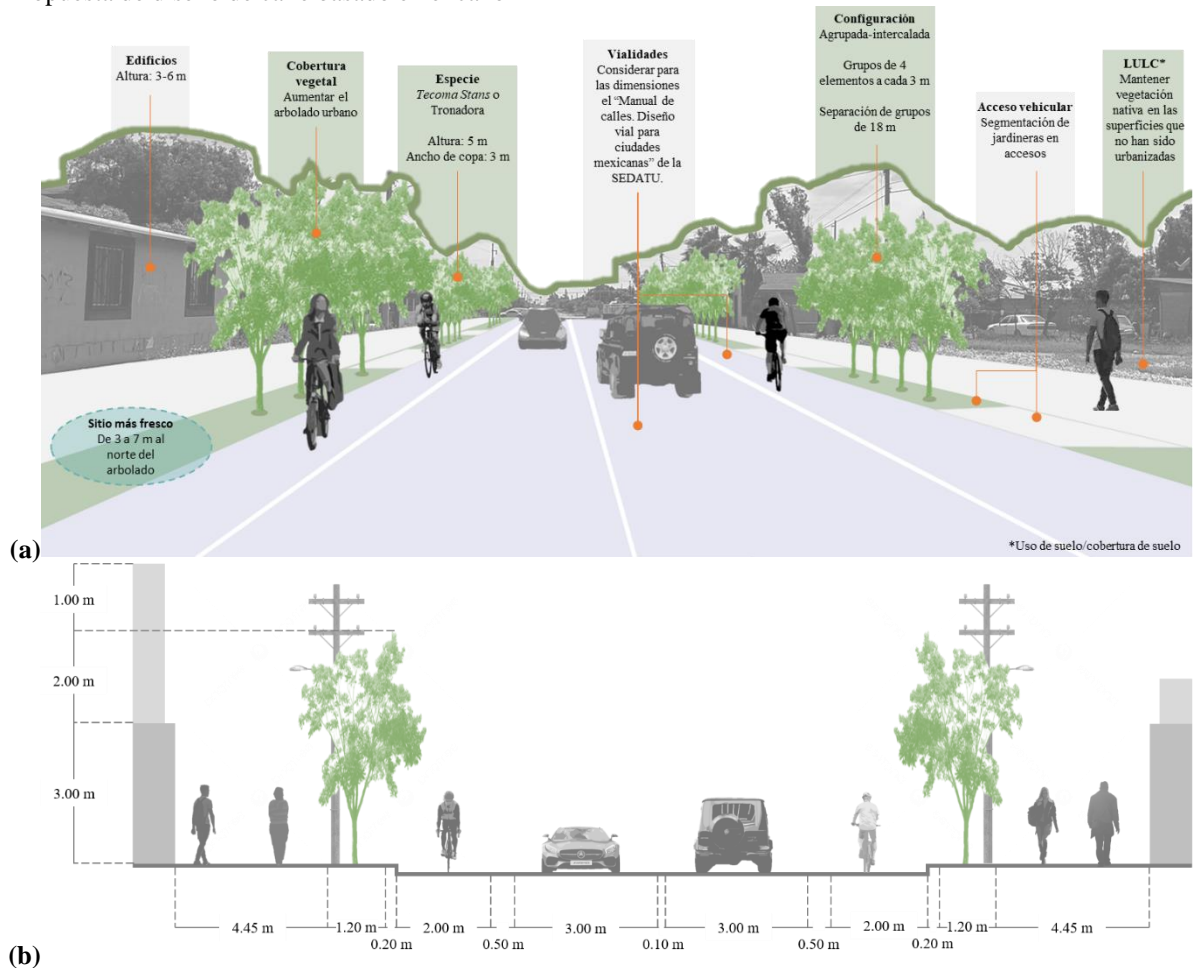 Edificios
Altura: 3-6 m
Cobertura
vegetal
Aumentar el
arbolado urbano
Especie
Tecoma Stans o
Tronadora
Altura: 5 m
Ancho de copa: 3 m
Vialidades
Considerar para
las dimensiones
el “Manual de
calles. Diseño
vial para
ciudades
mexicanas” de la
SEDATU.
Configuración
Agrupada-intercalada
Grupos de 4
elementos a cada 3 m
Separación de grupos
de 18 m
Acceso vehicular
Segmentación de
jardineras en
accesos
LULC*
Mantener
vegetación
nativa en las
superficies que
no han sido
urbanizadas
Sitio más fresco
De 3 a 7 m al
norte del
arbolado
*Uso de suelo/cobertura de suelo
(a)
1.00 m
2.00 m
3.00 m
4.45 m
1.20 m
0.20 m
2.00 m
0.50 m
3.00 m
0.10 m
3.00 m
0.50 m
2.00 m
0.20 m
1.20 m
4.45 m
(b)